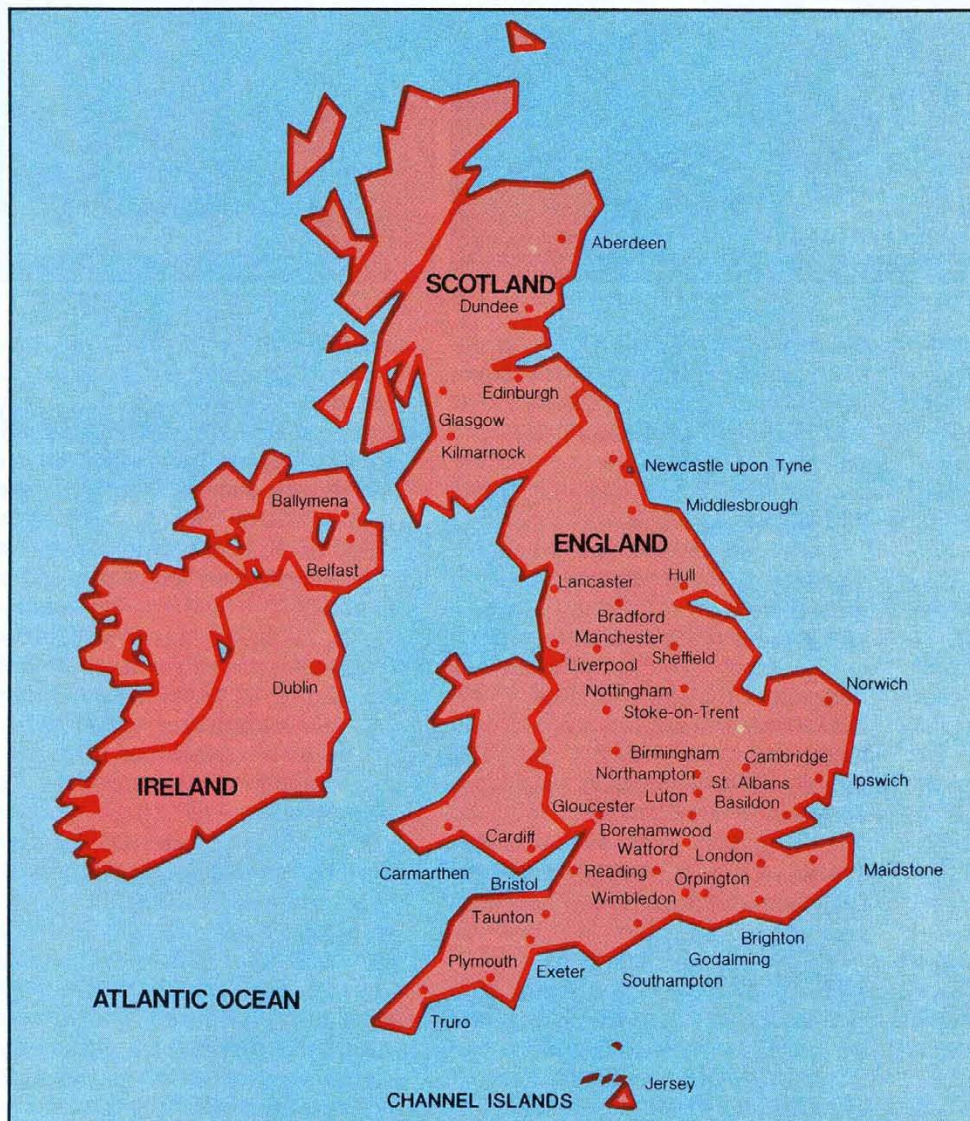 Aberdeen
SCOTLAND
Dundee
Edinburgh
Glasgow
Kilmarnock
Newcastle upon Tyne
Ballymena
Middlesbrough
ENGLAND
Belfast
Lancaster
Hull
Bradford
Manchester
Liverpool
Sheffield
Dublin
Nottingham
Norwich
Stoke-on-Trent
Birmingham
Cambridge
Northampton
St. Albans
Ipswich
IRELAND
Luton
Basildon
Gloucester
Borehamwood
Cardiff
Watford
London
Carmarthen
Maidstone
Bristol
Reading
Orpington
Wimbledon
Taunton
Brighton
Godalming
Plymouth
Exeter
Southampton
ATLANTIC OCEAN
Truro
Jersey
CHANNEL ISLANDS